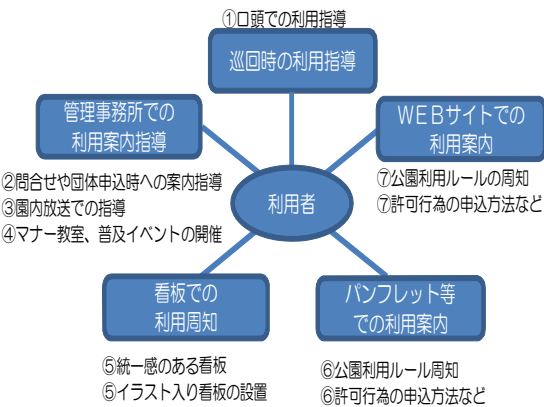 ①口頭での利用指導
巡回時の利用指導
管理事務所での
利用案内指導
②問合せや団体申込時への案内指導
③園内放送での指導
④マナー教室、普及イベントの開催
WEBサイトでの
利用案内
⑦公園利用ルールの周知
⑦許可行為の申込方法など
利用者
看板での
利用周知
⑤統一感のある看板
⑤イラスト入り看板の設置
パンフレット等
での利用案内
⑥公園利用ルール周知
⑥許可行為の申込方法など